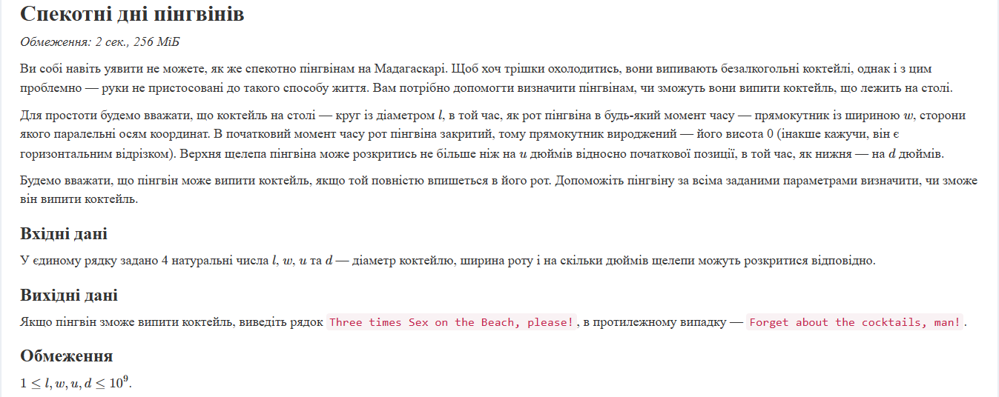 Спекотні дні пінгвінів
Обмеження: 2 сек., 256 МіБ
Ви собі навіть уявити не можете, як же спекотно пінгвінам на Мадагаскарі. Щоб хоч трішки охолодитись, вони випивають безалкогольні коктейлі, однак і з цим
проблемно — руки не пристосовані до такого способу життя. Вам потрібно допомогти визначити пінгвінам, чи зможуть вони випити коктейль, що лежить на столі.
Для простоти будемо вважати, що коктейль на столі — круг із діаметром l, в той час, як рот пінгвіна в будь-який момент часу — прямокутник із шириною w, сторони
якого паралельні осям координат. В початковий момент часу рот пінгвіна закритий, тому прямокутник вироджений — його висота 0 (інакше кажучи, він є
горизонтальним відрізком). Верхня щелепа пінгвіна може розкритись не більше ніж на u дюймів відносно початкової позиції, в той час, як нижня — на d дюймів.
Будемо вважати, що пінгвін може випити коктейль, якщо той повністю впишеться в його рот. Допоможіть пінгвіну за всіма заданими параметрами визначити, чи зможе
він випити коктейль.
Вхідні дані
У єдиному рядку задано 4 натуральні числа l, w, u та d — діаметр коктейлю, ширина роту і на скільки дюймів щелепи можуть розкритися відповідно.
Вихідні дані
Якщо пінгвін зможе випити коктейль, виведіть рядок Three times Sex on the Beach, please!, в протилежному випадку — Forget about the cocktails, man!.
Обмеження
1 ≤ l, w, u, d ≤ 10⁹.